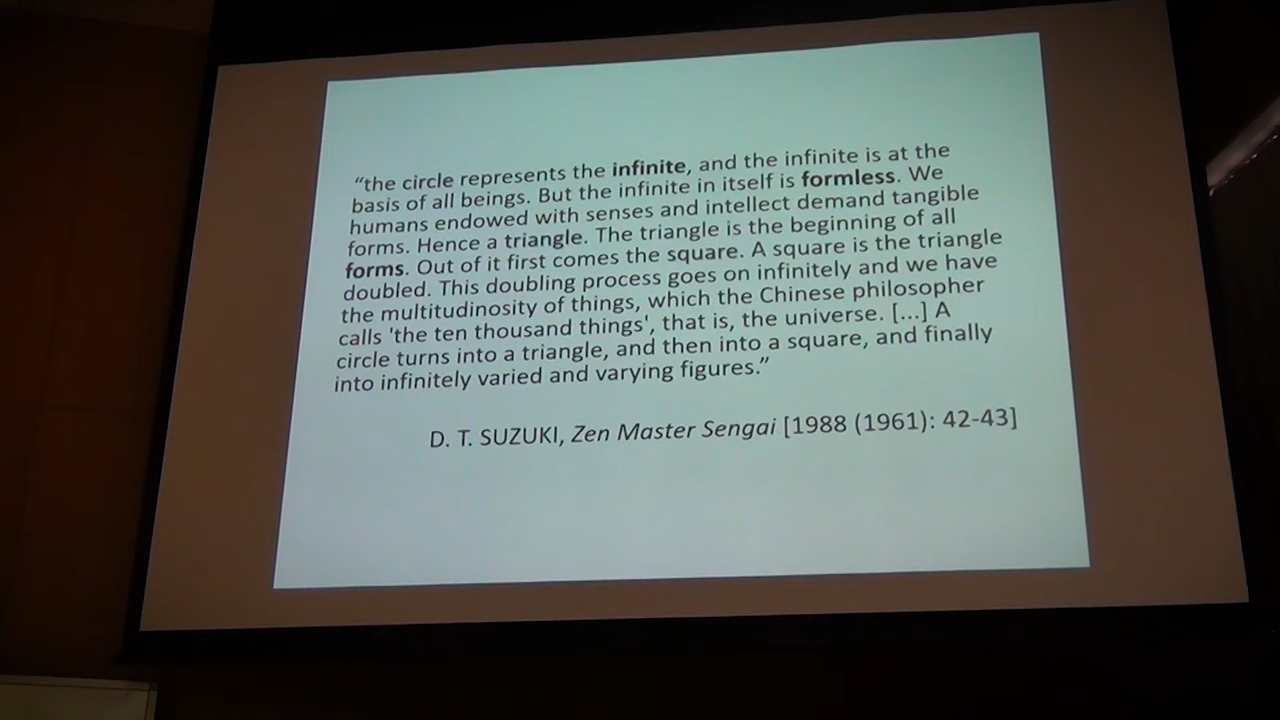 “the circle represents the infinite, and the infinite is at the
basis of all beings. But the infinite in itself is formless. We
humans endowed with senses and intellect demand tangible
forms. Hence a triangle. The triangle is the beginning of all
forms. Out of it first comes the square. A square is the triangle
doubled. This doubling process goes on infinitely and we have
the multitudinosity of things, which the Chinese philosopher
calls 'the ten thousand things', that is, the universe. [...] A
circle turns into a triangle, and then into a square, and finally
into infinitely varied and varying figures.”
D. T. SUZUKI, Zen Master Sengai [1988 (1961): 42-43]